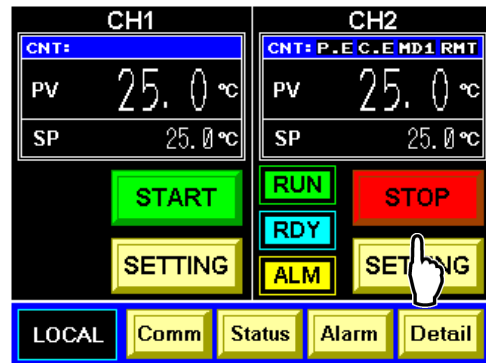 CH1
CNT:
PV 25.0 ℃
SP 25.0 ℃
START
SETTING
CH2
CNT: P.E C.E MD1 RMT
PV 25.0 ℃
SP 25.0 ℃
RUN
STOP
RDY
ALM
LOCAL Comm Status Alarm Detail